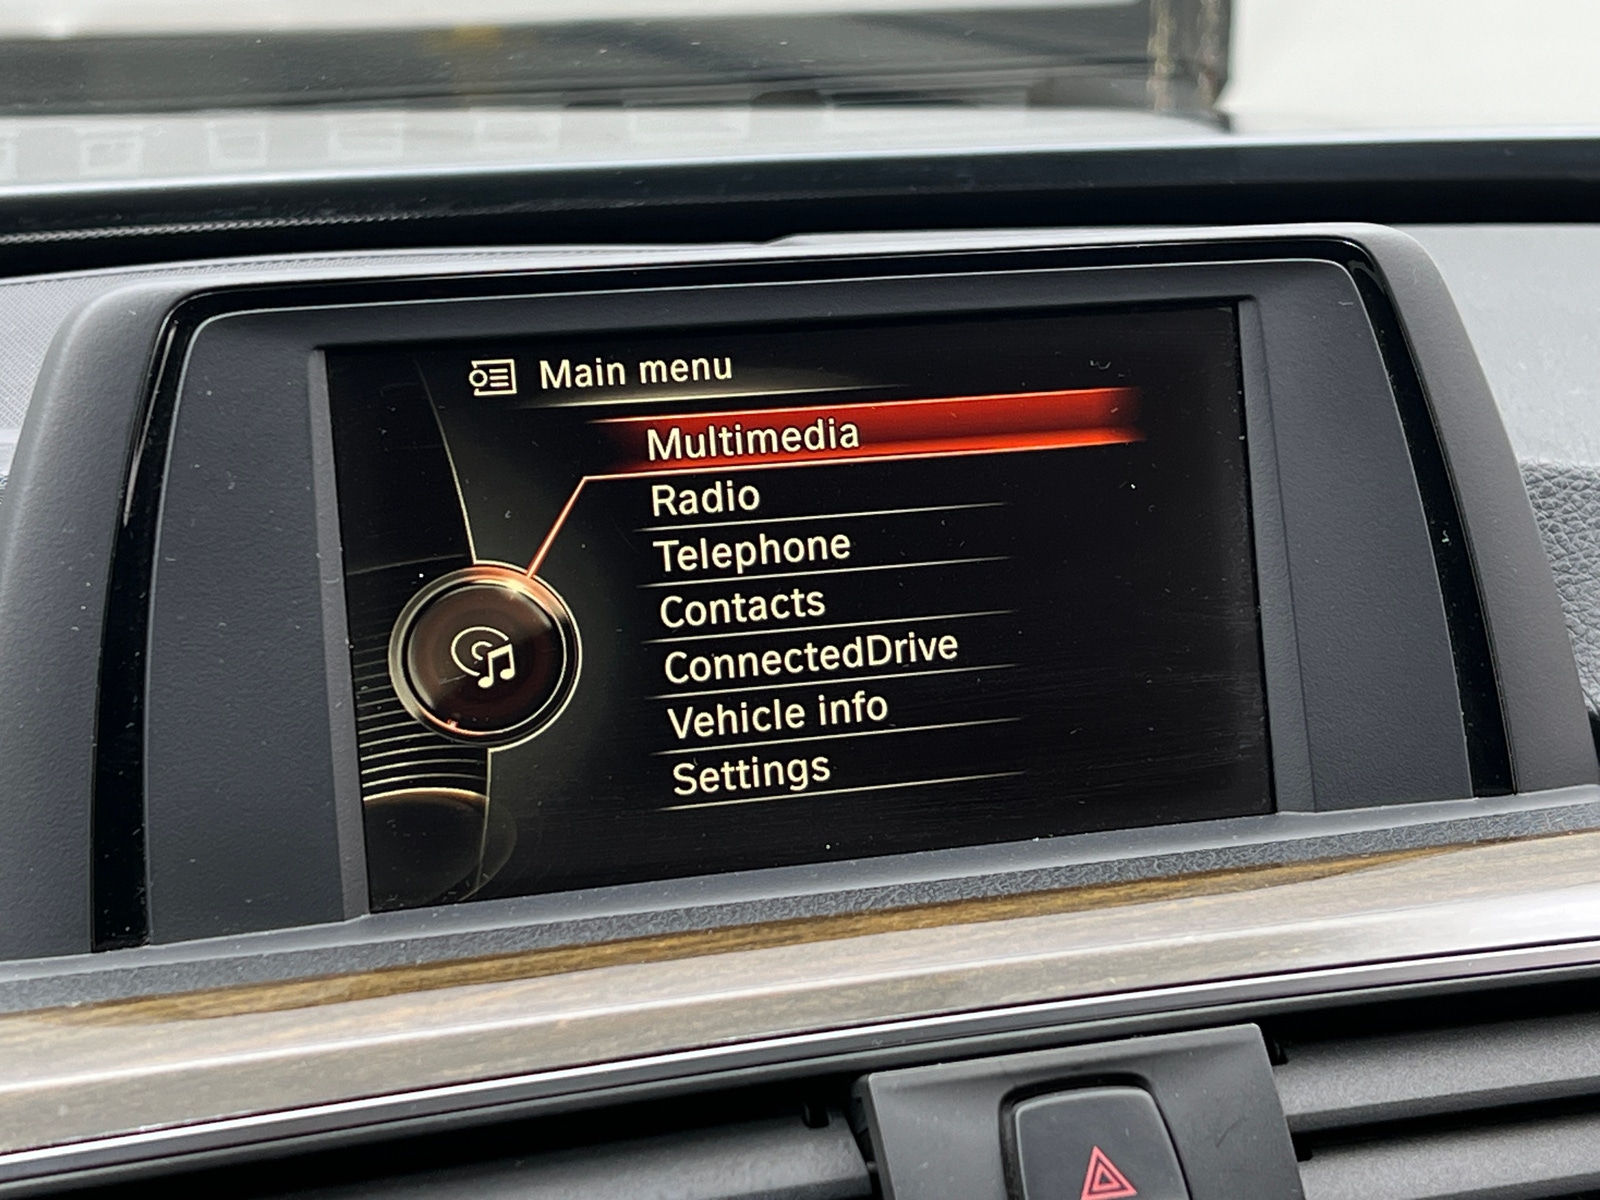 Main menu
Multimedia
Radio
Telephone
Contacts
ConnectedDrive
Vehicle info
Settings